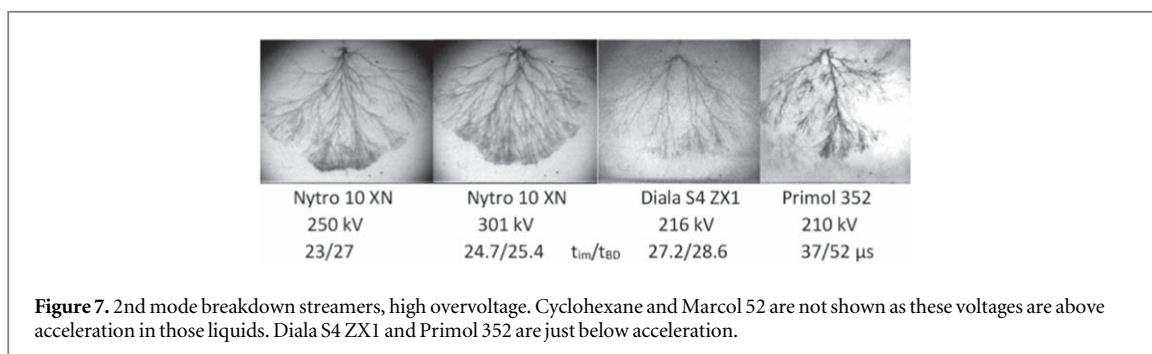 Nytro 10 XN Nytro 10 XN Diala S4 ZX1 Primol 352
250 kV 301 kV 216 kV 210 kV
23/27 24.7/25.4 tim/tBD 27.2/28.6 37/52 µs
Figure 7. 2nd mode breakdown streamers, high overvoltage. Cyclohexane and Marcol 52 are not shown as these voltages are above
acceleration in those liquids. Diala S4 ZX1 and Primol 352 are just below acceleration.